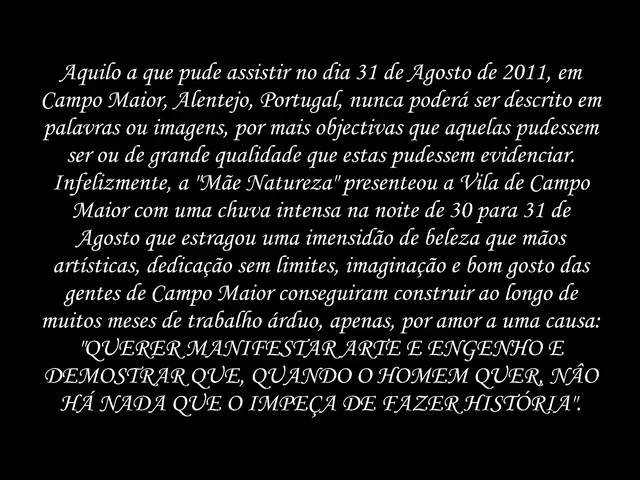 Aquilo a que pude assistir no dia 31 de Agosto de 2011, em
Campo Maior, Alentejo, Portugal, nunca poderá ser descrito em
palavras ou imagens, por mais objectivas que aquelas pudessem
ser ou de grande qualidade que estas pudessem evidenciar.
Infelizmente, a "Mãe Natureza" presenteou a Vila de Campo
Maior com uma chuva intensa na noite de 30 para 31 de
Agosto que estragou uma imensidão de beleza que mãos
artísticas, dedicação sem limites, imaginação e bom gosto das
gentes de Campo Maior conseguiram construir ao longo de
muitos meses de trabalho árduo, apenas, por amor a uma causa:
"QUERER MANIFESTAR ARTE E ENGENHO E
DEMOSTRAR QUE, QUANDO O HOMEM QUER, NÂO
HÁ NADA QUE O IMPEÇA DE FAZER HISTÓRIA".